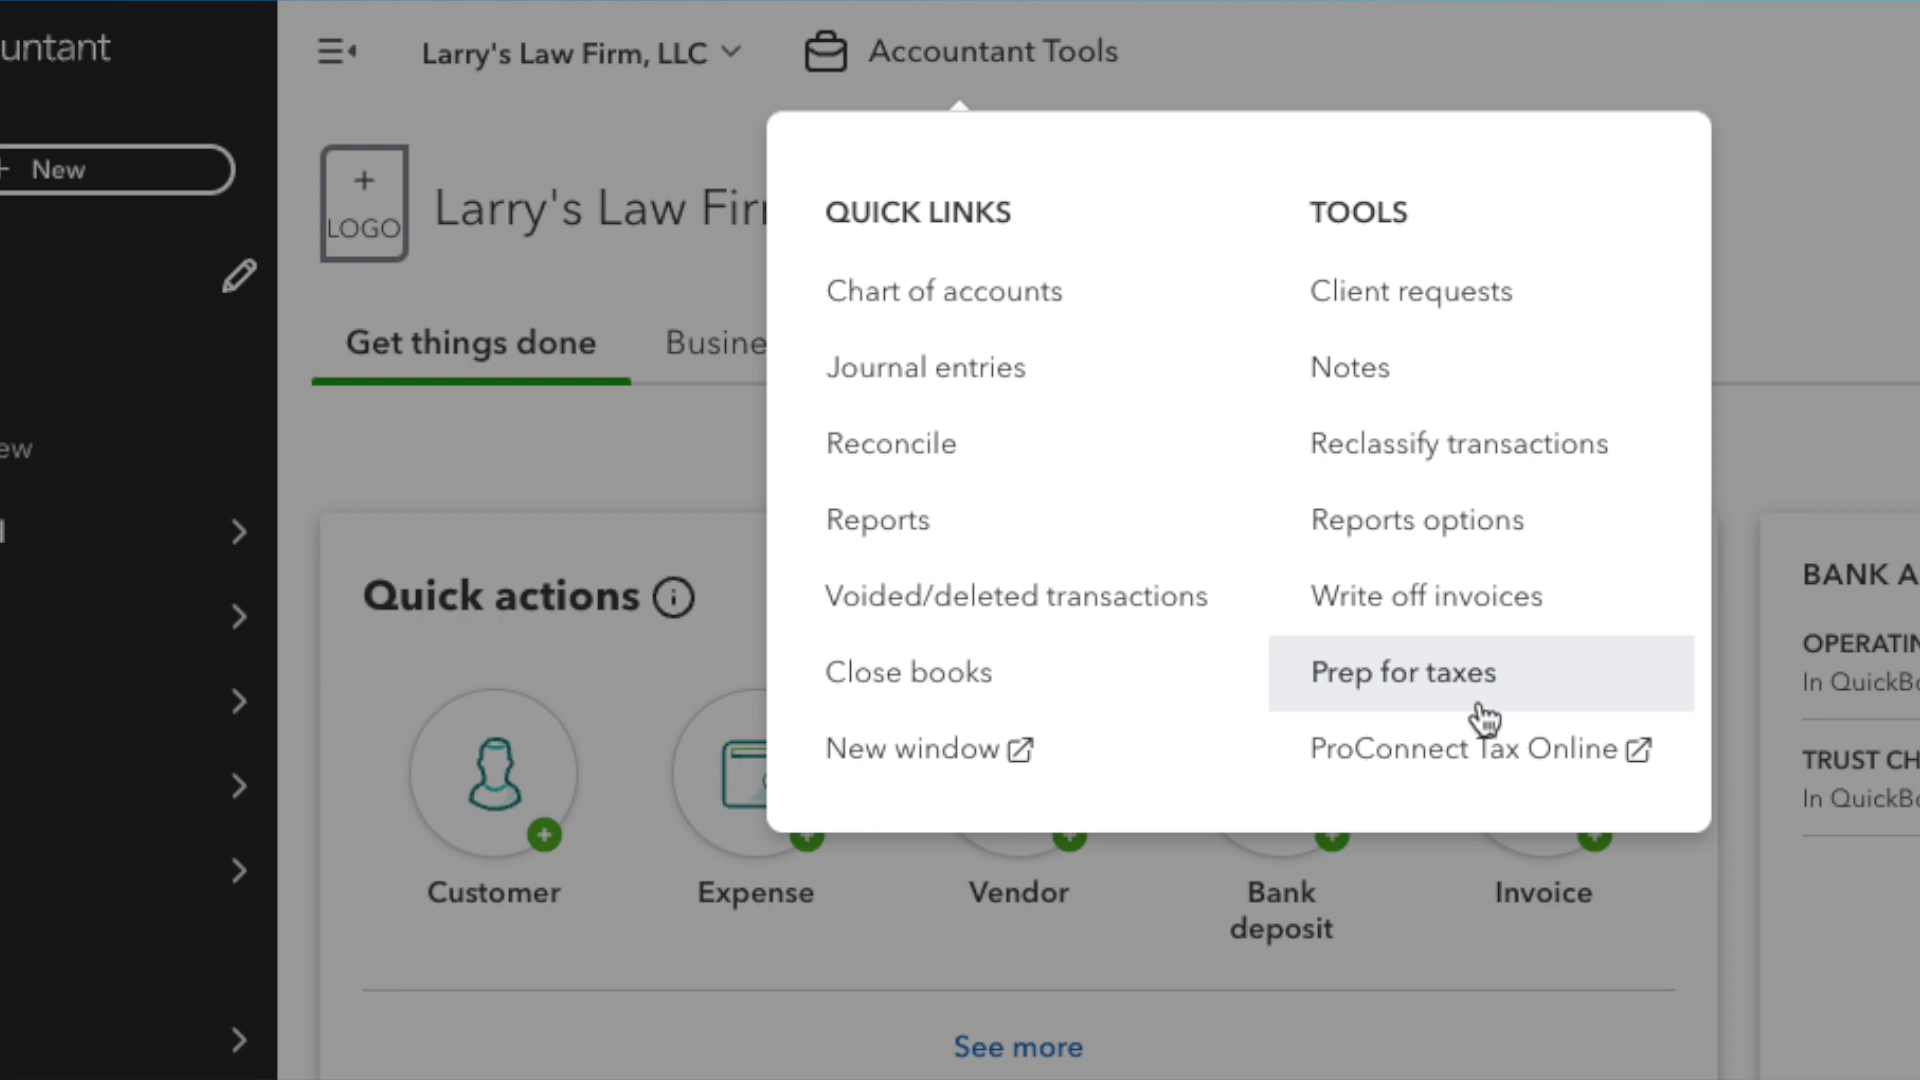 untant
Larry's Law Firm, LLC
Accountant Tools
+ New
+
LOGO
Larry's Law Fir
QUICK LINKS
TOOLS
Chart of accounts
Client requests
Get things done
Busine
Journal entries
Notes
ew
Reconcile
Reclassify transactions
Reports
Reports options
Quick actions
Voided/deleted transactions
Write off invoices
BANK A
OPERATIN
In QuickBo
Close books
Prep for taxes
New window
ProConnect Tax Online
TRUST CH
In QuickBo
Customer
Expense
Vendor
Bank
deposit
Invoice
See more